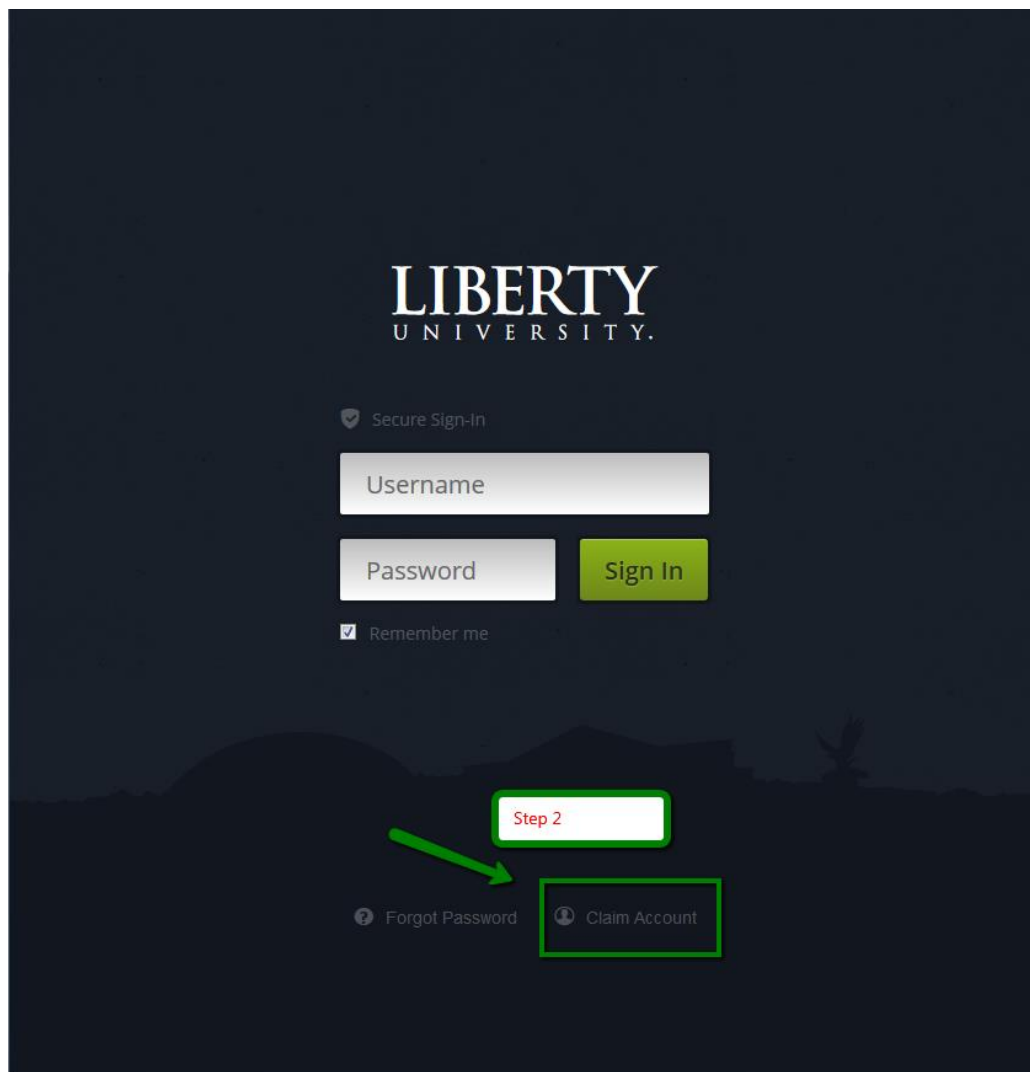 LIBERTY
UNIVERSITY.
Secure Sign-In
Username
Password
Sign In
Remember me
Step 2
Forgot Password
Claim Account